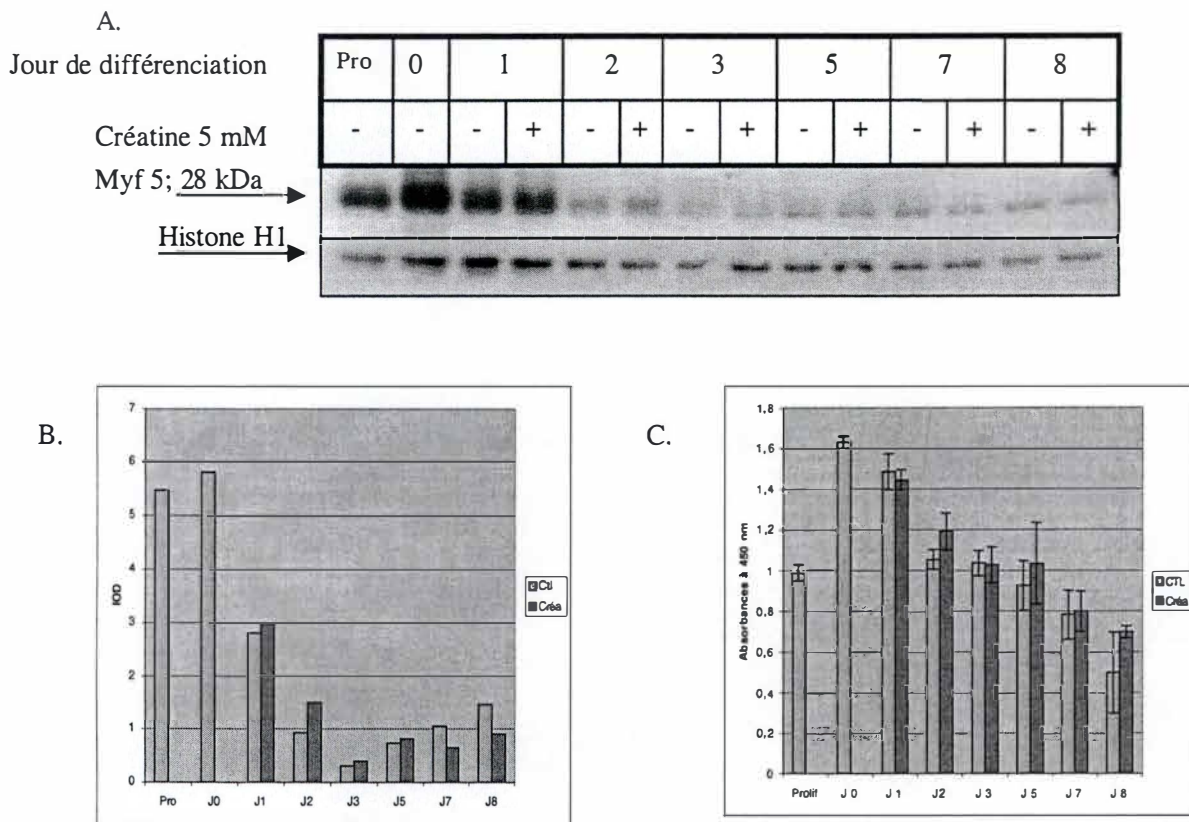 A.
Jour de différenciation
Pro 0 1 2 3 5 7 8
Créatine 5 mM
- - - + - + - + - + - + - +
Myf 5; 28 kDa
Histone H1
B.
7
6
5
4
3
2
1
0
IOD
Pro J0 J1 J2 J3 J5 J7 J8
Ctl
Créa
C.
1,8
1,6
1,4
1,2
1
0,8
0,6
0,4
0,2
0
Absorbances à 450 nm
Prolif J 0 J 1 J2 J 3 J 5 J 7 J 8
CTL
Créa